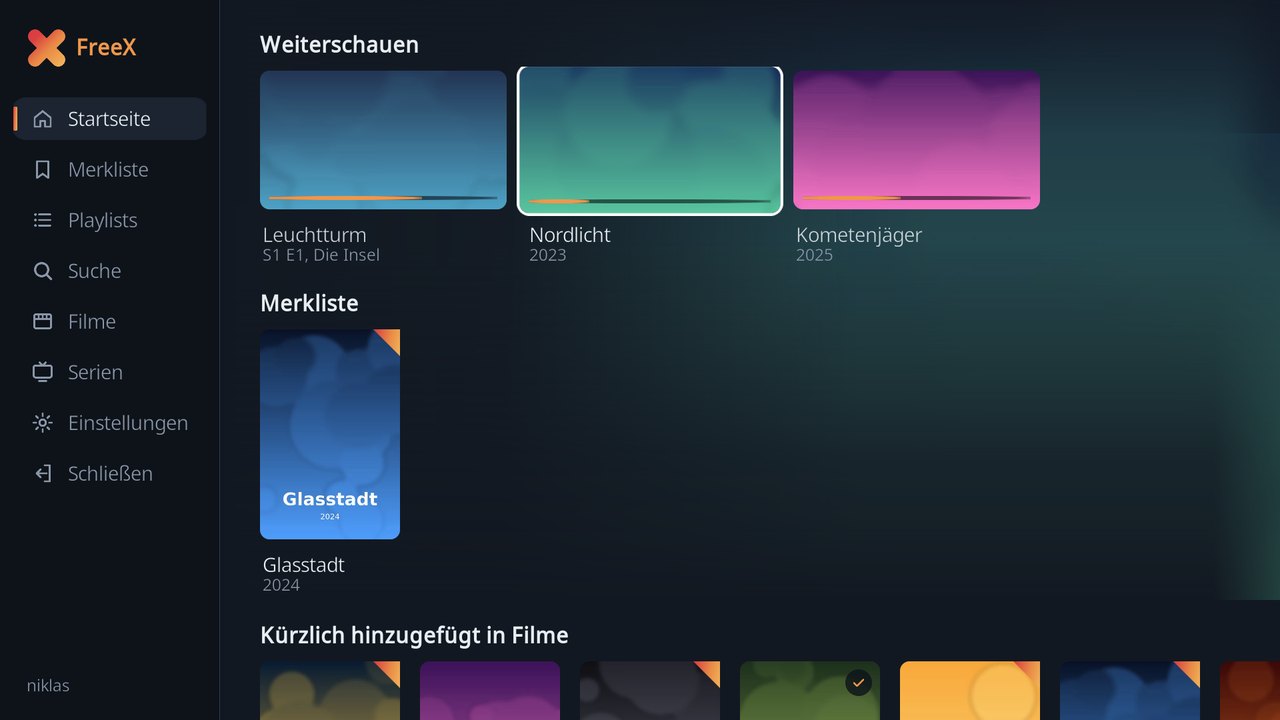 FreeX
Startseite
Merkliste
Playlists
Suche
Filme
Serien
Einstellungen
Schließen
niklas
Weiterschauen
Leuchtturm
S1 E1, Die Insel
Nordlicht
2023
Kometenjäger
2025
Merkliste
Glasstadt
2024
Glasstadt
2024
Kürzlich hinzugefügt in Filme